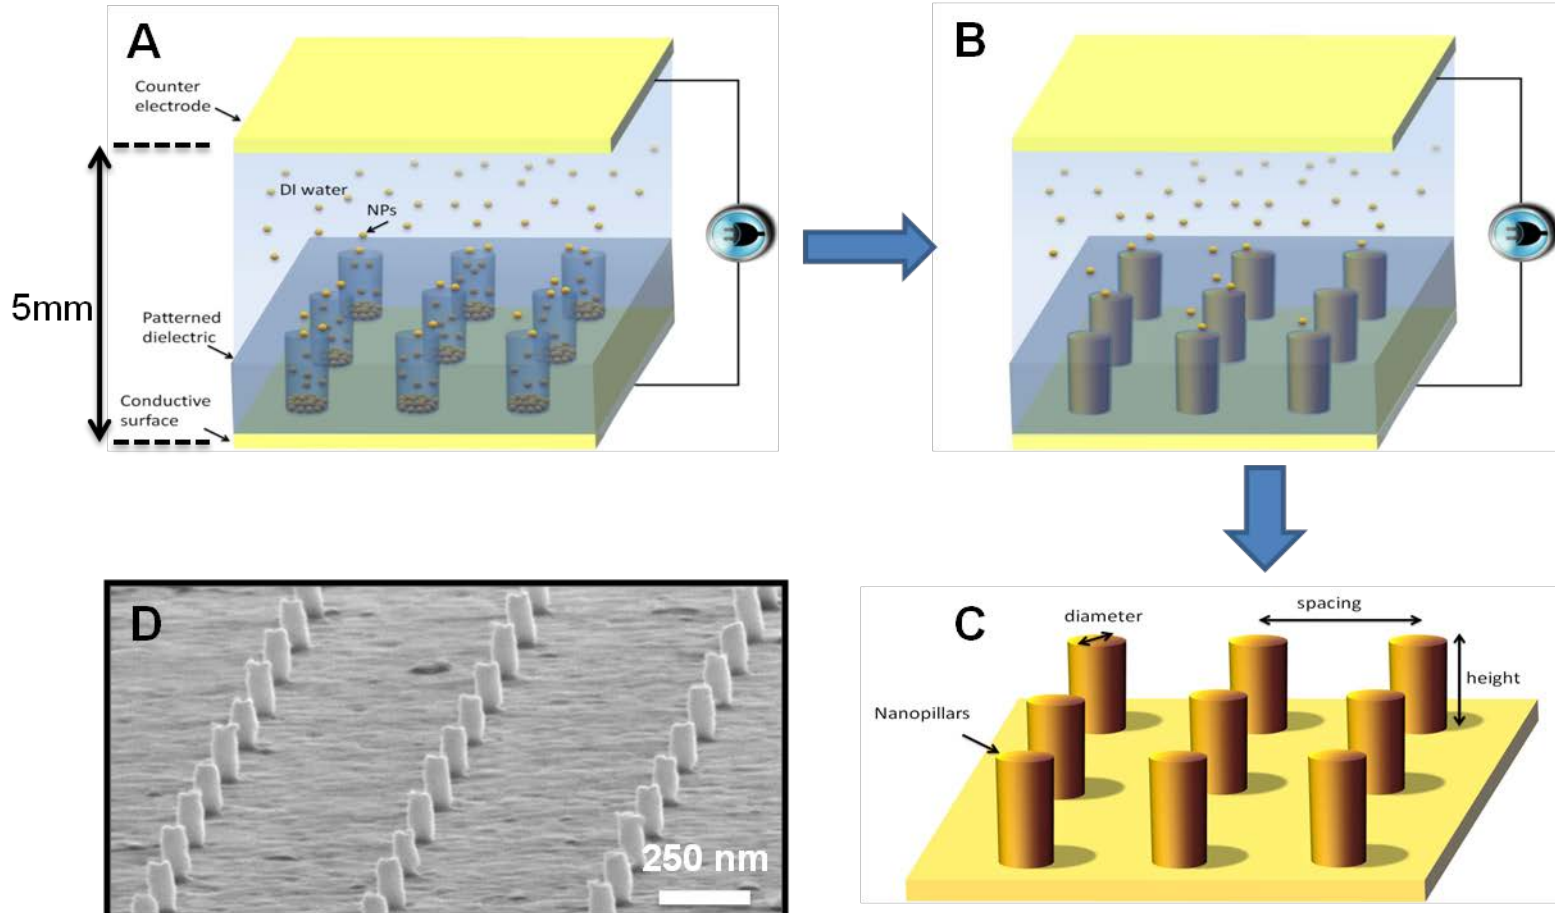 A
Counter
electrode
DI water
NPs
5mm
Patterned
dielectric
Conductive
surface
B
D
250 nm
C
diameter
spacing
height
Nanopillars